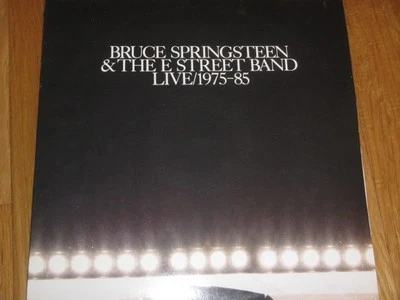 BRUCE SPRINGSTEEN
& THE E STREET BAND
LIVE/1975–85